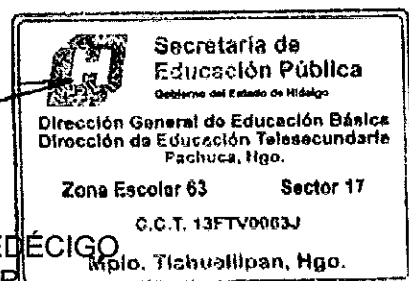 Secretaría de
Educación Pública
Gobierno del Estado de Hidalgo
Dirección General de Educación Básica
Dirección de Educación Telesecundaria
Pachuca, Hgo.
Zona Escolar 63 Sector 17
C.C.T. 13FTV0063J
EDÉCIGO
Mpio. Tlahuelilpan, Hgo.